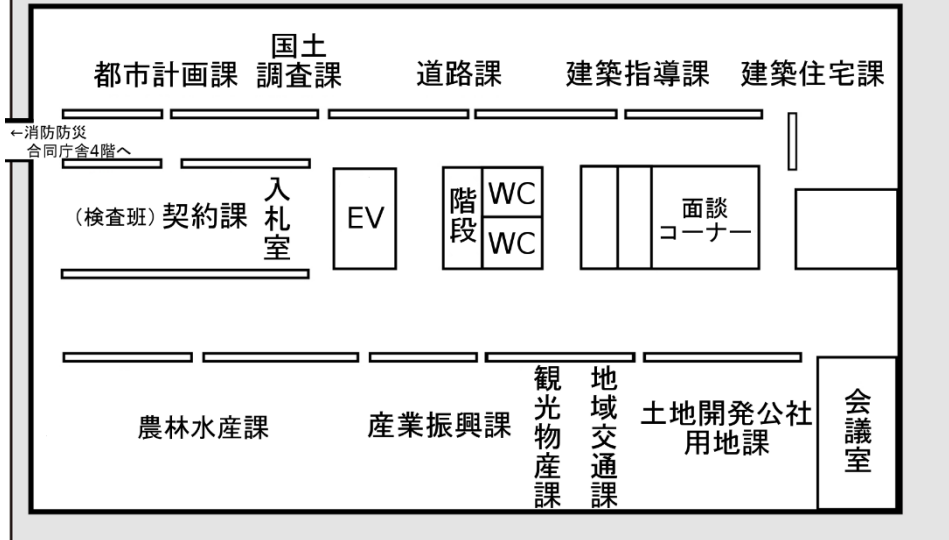 都市計画課
国土
調査課
道路課
建築指導課
建築住宅課
←消防防災
合同庁舎4階へ
（検査班）契約課
入札室
EV
階段
WC
WC
面談
コーナー
農林水産課
産業振興課
観光物産課
地域交通課
土地開発公社
用地課
会議室